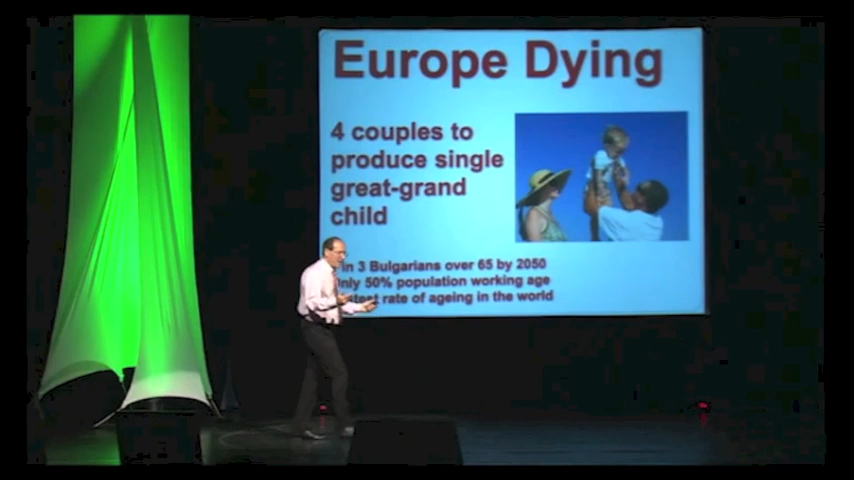 Europe Dying
4 couples to
produce single
great-grand
child
in 3 Bulgarians over 65 by 2050
Only 50% population working age
rate of ageing in the world